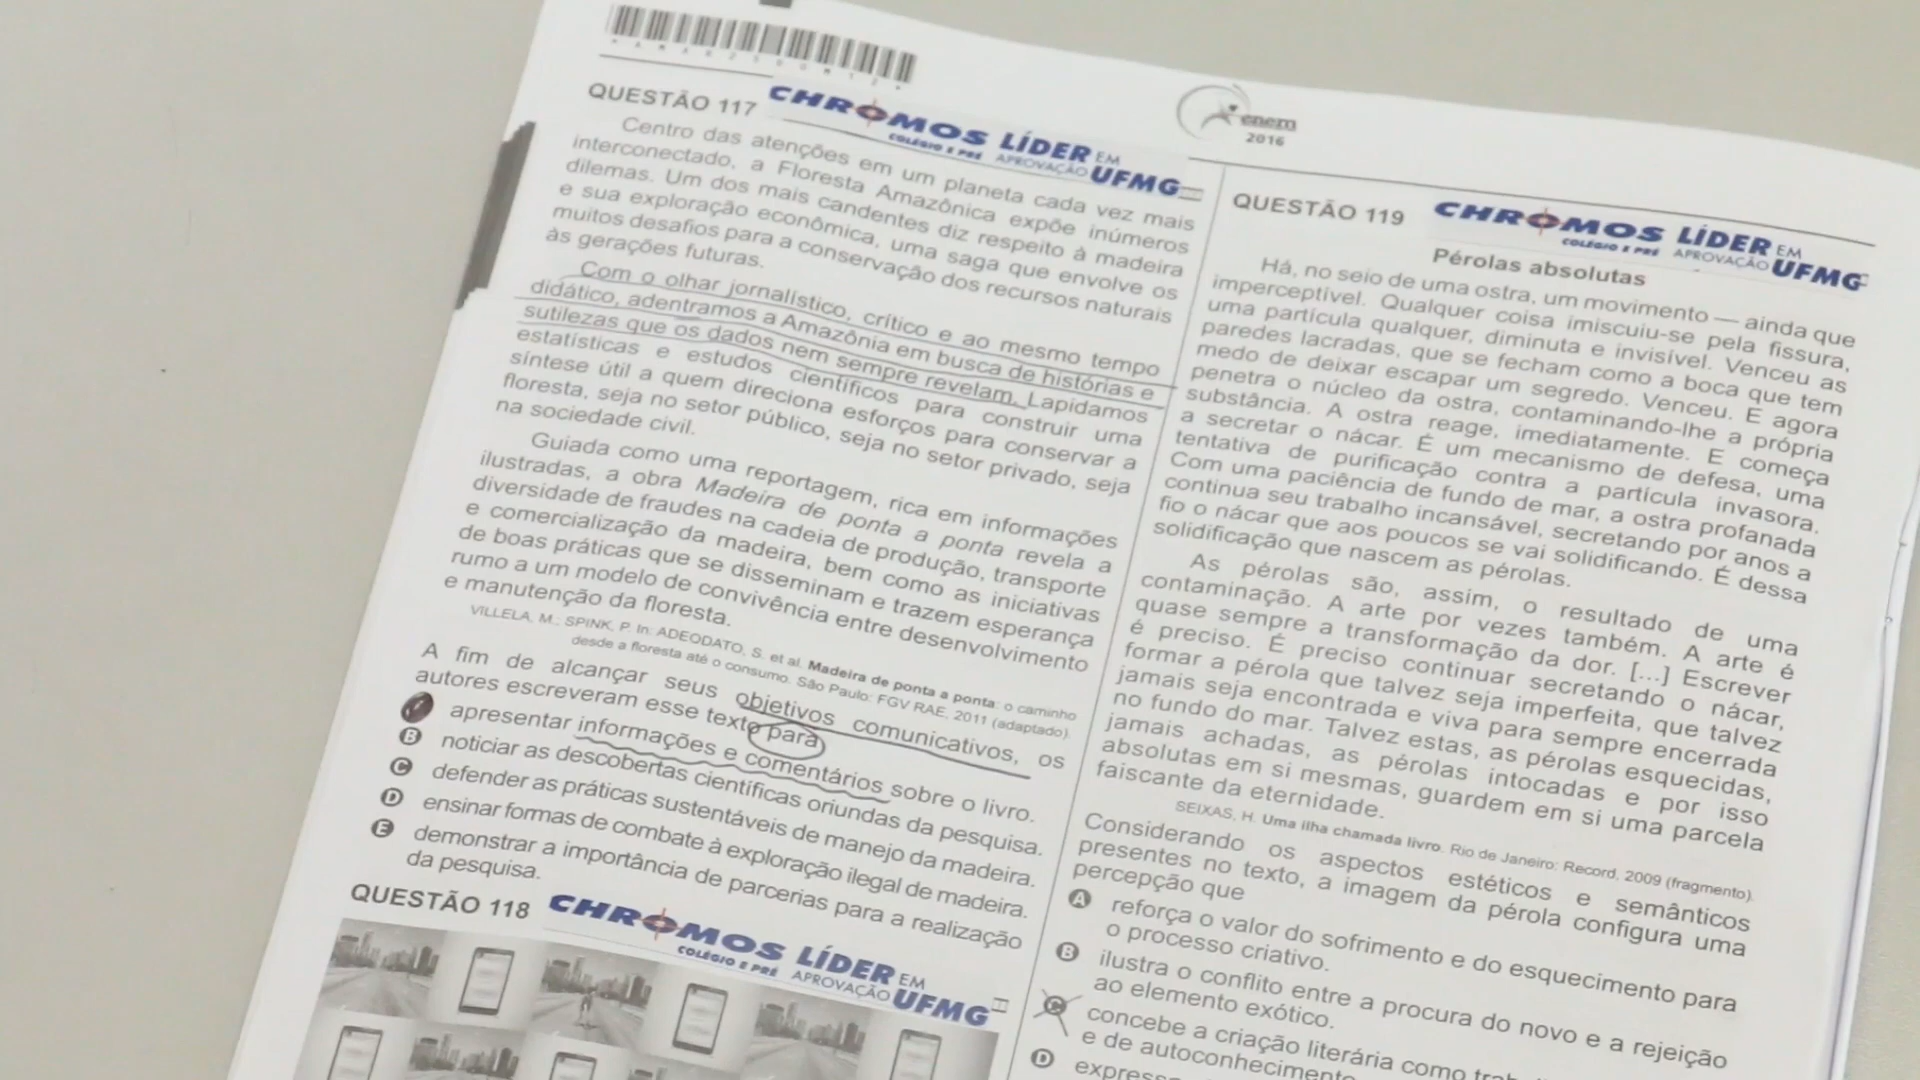 QUESTÃO 117
CHROMOS LÍDER EM
COLÉGIO E PRÉ APROVAÇÃO UFMG
Centro das atenções em um planeta cada vez mais
interconectado, a Floresta Amazônica expõe inúmeros
dilemas. Um dos mais candentes diz respeito à madeira
e sua exploração econômica, uma saga que envolve os
muitos desafios para a conservação dos recursos naturais
às gerações futuras.
Com o olhar jornalístico, crítico e ao mesmo tempo
didático, adentramos a Amazônia em busca de histórias e
sutilezas que os dados nem sempre revelam. Lapidamos
estatísticas e estudos científicos para construir uma
síntese útil a quem direciona esforços para conservar a
floresta, seja no setor público, seja no setor privado, seja
na sociedade civil.
Guiada como uma reportagem, rica em informações
ilustradas, a obra Madeira de ponta a ponta revela a
diversidade de fraudes na cadeia de produção, transporte
e comercialização da madeira, bem como as iniciativas
de boas práticas que se disseminam e trazem esperança
rumo a um modelo de convivência entre desenvolvimento
e manutenção da floresta.
VILLELA, M.; SPINK, P. In: ADEODATO, S. et al. Madeira de ponta a ponta: o caminho
desde a floresta até o consumo. São Paulo: FGV RAE, 2011 (adaptado).
A fim de alcançar seus objetivos comunicativos, os
autores escreveram esse texto para
apresentar informações e comentários sobre o livro.
B noticiar as descobertas científicas oriundas da pesquisa.
C defender as práticas sustentáveis de manejo da madeira.
D ensinar formas de combate à exploração ilegal de madeira.
E demonstrar a importância de parcerias para a realização
da pesquisa.
QUESTÃO 118
CHROMOS LÍDER EM
COLÉGIO E PRÉ APROVAÇÃO UFMG
enem
2016
QUESTÃO 119
CHROMOS LÍDER EM
COLÉGIO E PRÉ APROVAÇÃO UFMG
Pérolas absolutas
Há, no seio de uma ostra, um movimento — ainda que
imperceptível. Qualquer coisa imiscuiu-se pela fissura,
uma partícula qualquer, diminuta e invisível. Venceu as
paredes lacradas, que se fecham como a boca que tem
medo de deixar escapar um segredo. Venceu. E agora
penetra o núcleo da ostra, contaminando-lhe a própria
substância. A ostra reage, imediatamente. E começa
a secretar o nácar. É um mecanismo de defesa, uma
tentativa de purificação contra a partícula invasora.
Com uma paciência de fundo de mar, a ostra profanada
continua seu trabalho incansável, secretando por anos a
fio o nácar que aos poucos se vai solidificando. É dessa
solidificação que nascem as pérolas.
As pérolas são, assim, o resultado de uma
contaminação. A arte por vezes também. A arte é
quase sempre a transformação da dor. [...] Escrever
é preciso. É preciso continuar secretando o nácar,
formar a pérola que talvez seja imperfeita, que talvez
jamais seja encontrada e viva para sempre encerrada
no fundo do mar. Talvez estas, as pérolas esquecidas,
jamais achadas, as pérolas intocadas e por isso
absolutas em si mesmas, guardem em si uma parcela
faiscante da eternidade.
SEIXAS, H. Uma ilha chamada livro. Rio de Janeiro: Record, 2009 (fragmento).
Considerando os aspectos estéticos e semânticos
presentes no texto, a imagem da pérola configura uma
percepção que
A reforça o valor do sofrimento e do esquecimento para
o processo criativo.
B ilustra o conflito entre a procura do novo e a rejeição
ao elemento exótico.
C concebe a criação literária como
e de autoconhecimento
D